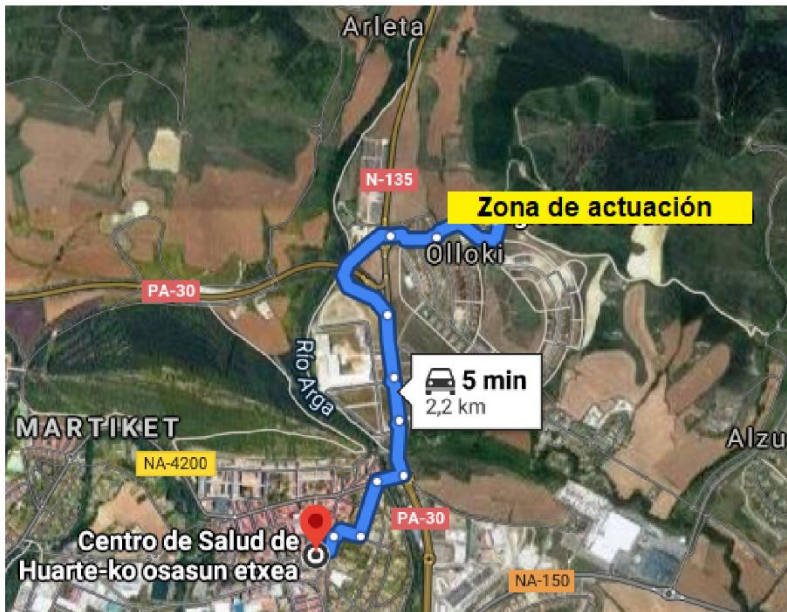 Arleta
N-135
Zona de actuación
Olloki
PA-30
Río Arga
5 min
2,2 km
MARTIKET
Alzu
NA-4200
PA-30
Centro de Salud de
Huarte-ko osasun etxea
NA-150